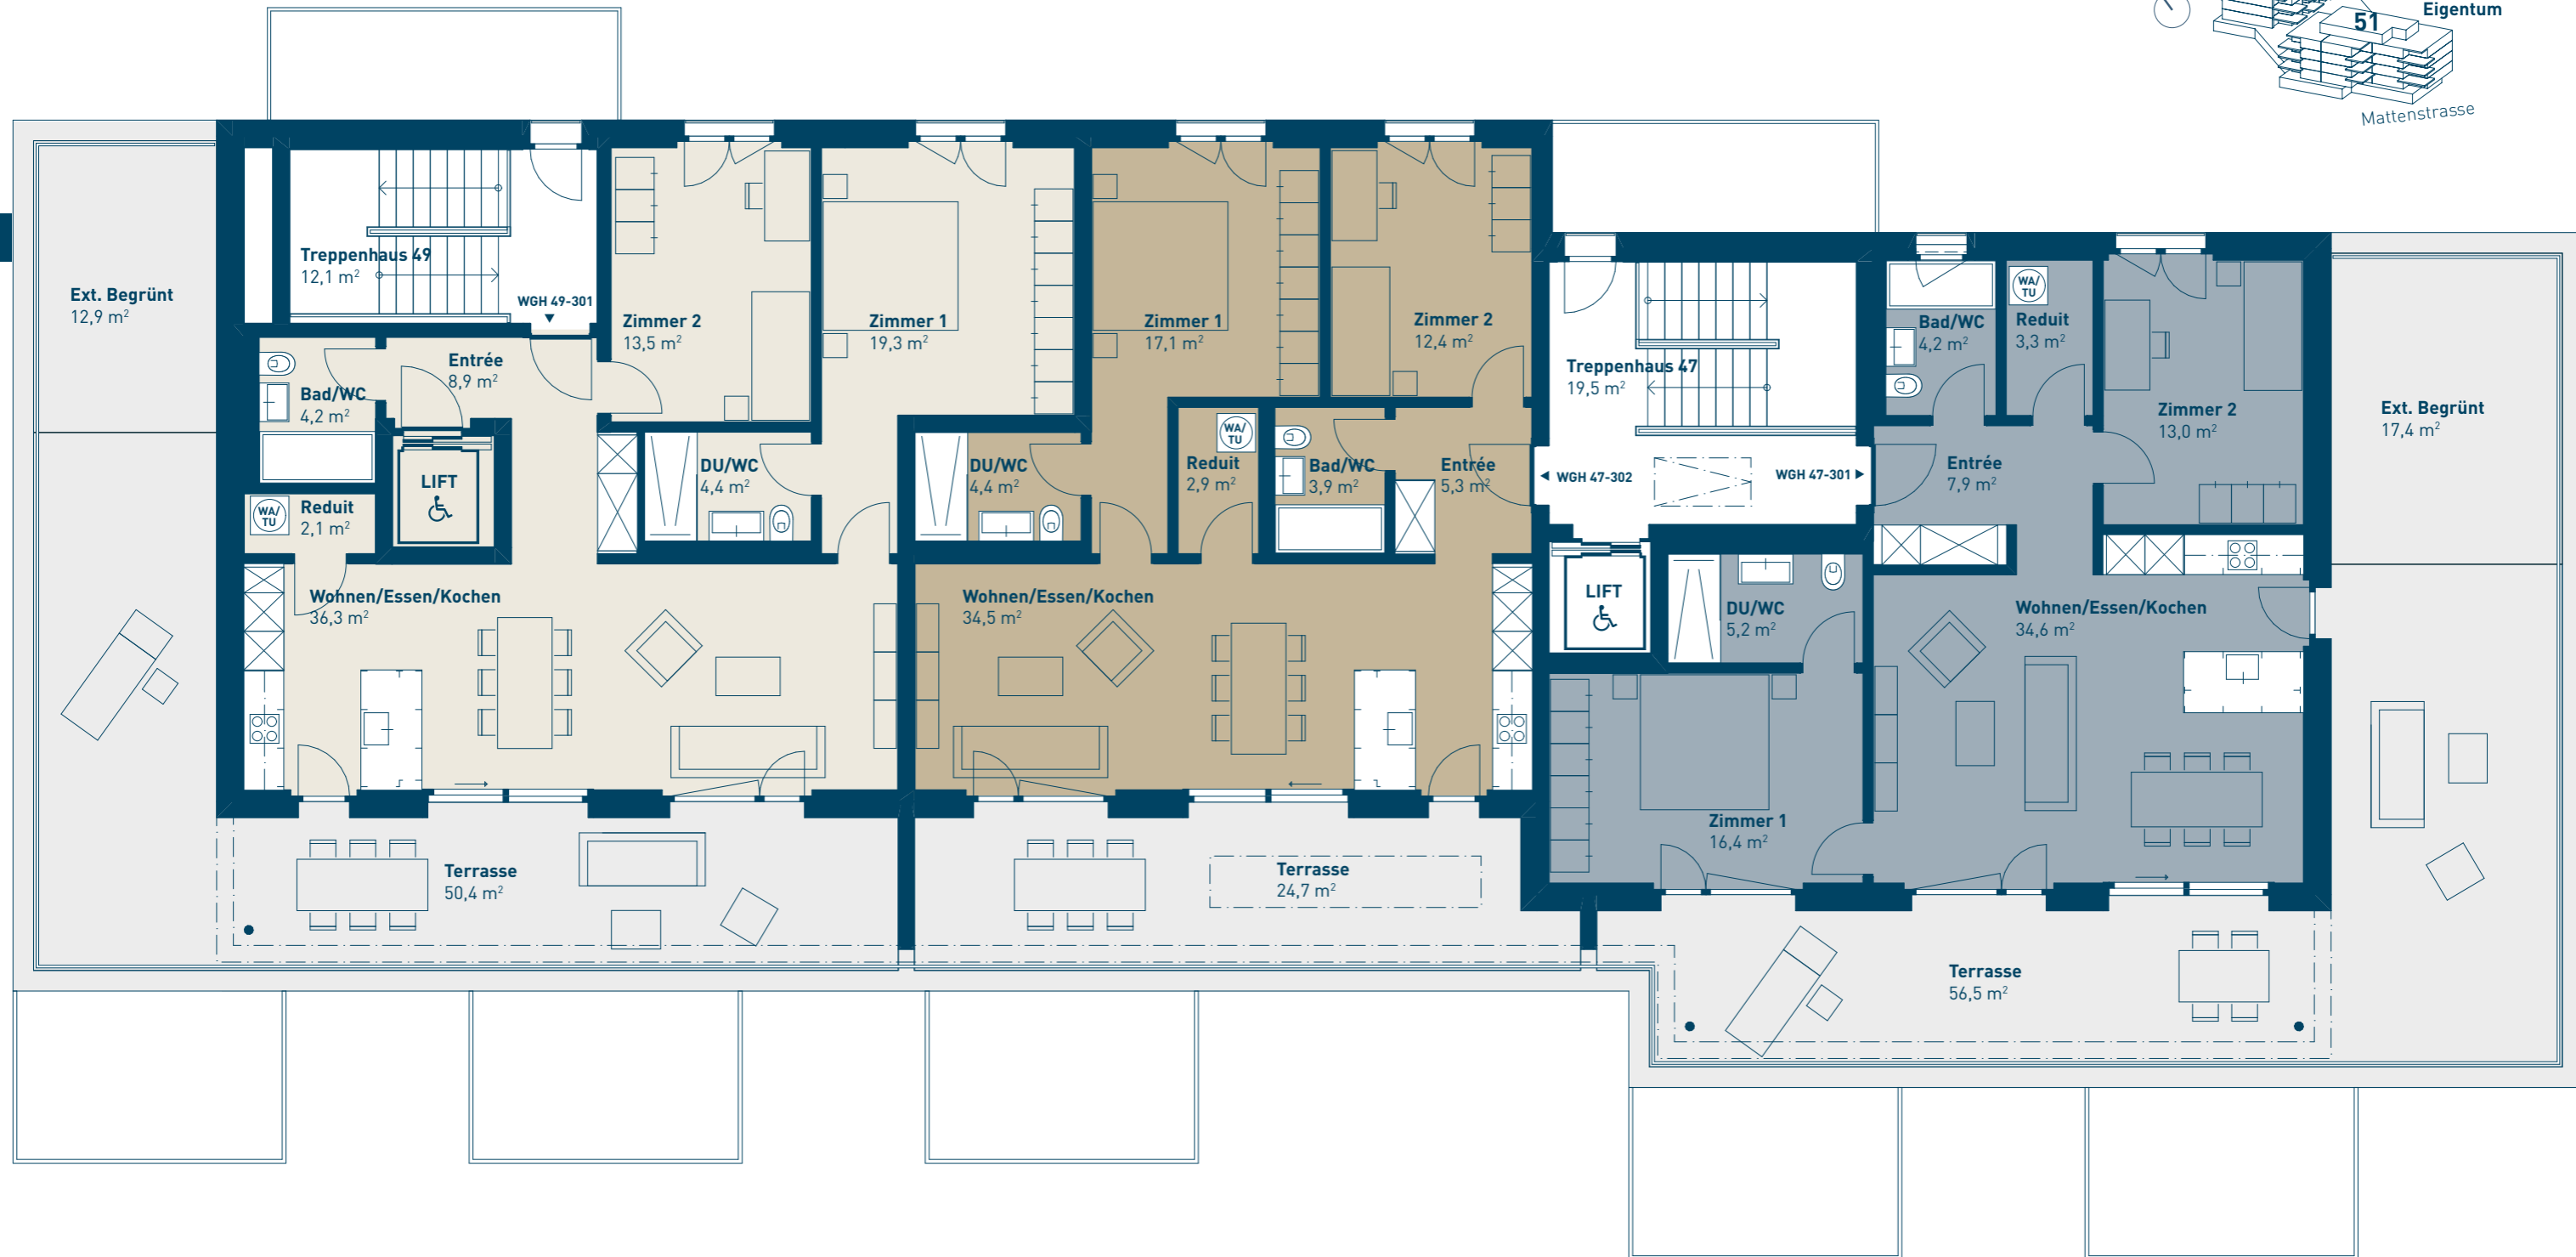 Eigentum
51
Mattenstrasse
Treppenhaus 49
12,1 m²
WGH 49-301
Ext. Begrünt
12,9 m²
Zimmer 2
13,5 m²
Zimmer 1
19,3 m²
Zimmer 1
17,1 m²
Zimmer 2
12,4 m²
Treppenhaus 47
19,5 m²
Bad/WC
4,2 m²
WA/
TU
Reduit
3,3 m²
Zimmer 2
13,0 m²
Ext. Begrünt
17,4 m²
Entrée
8,9 m²
Bad/WC
4,2 m²
LIFT
WA/
TU
Reduit
2,1 m²
DU/WC
4,4 m²
DU/WC
4,4 m²
WA/
TU
Reduit
2,9 m²
Bad/WC
3,9 m²
Entrée
5,3 m²
WGH 47-302
WGH 47-301
Entrée
7,9 m²
Wohnen/Essen/Kochen
36,3 m²
Wohnen/Essen/Kochen
34,5 m²
LIFT
DU/WC
5,2 m²
Wohnen/Essen/Kochen
34,6 m²
Zimmer 1
16,4 m²
Terrasse
50,4 m²
Terrasse
24,7 m²
Terrasse
56,5 m²